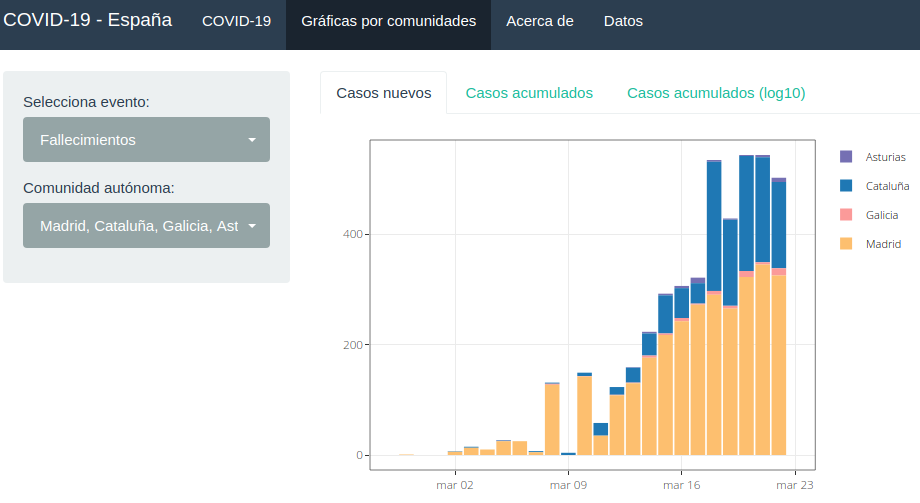 COVID-19 - España COVID-19 Gráficas por comunidades Acerca de Datos
Selecciona evento:
Fallecimientos
Comunidad autónoma:
Madrid, Cataluña, Galicia, Ast
Casos nuevos Casos acumulados Casos acumulados (log10)
400
200
0
mar 02 mar 09 mar 16 mar 23
Asturias
Cataluña
Galicia
Madrid